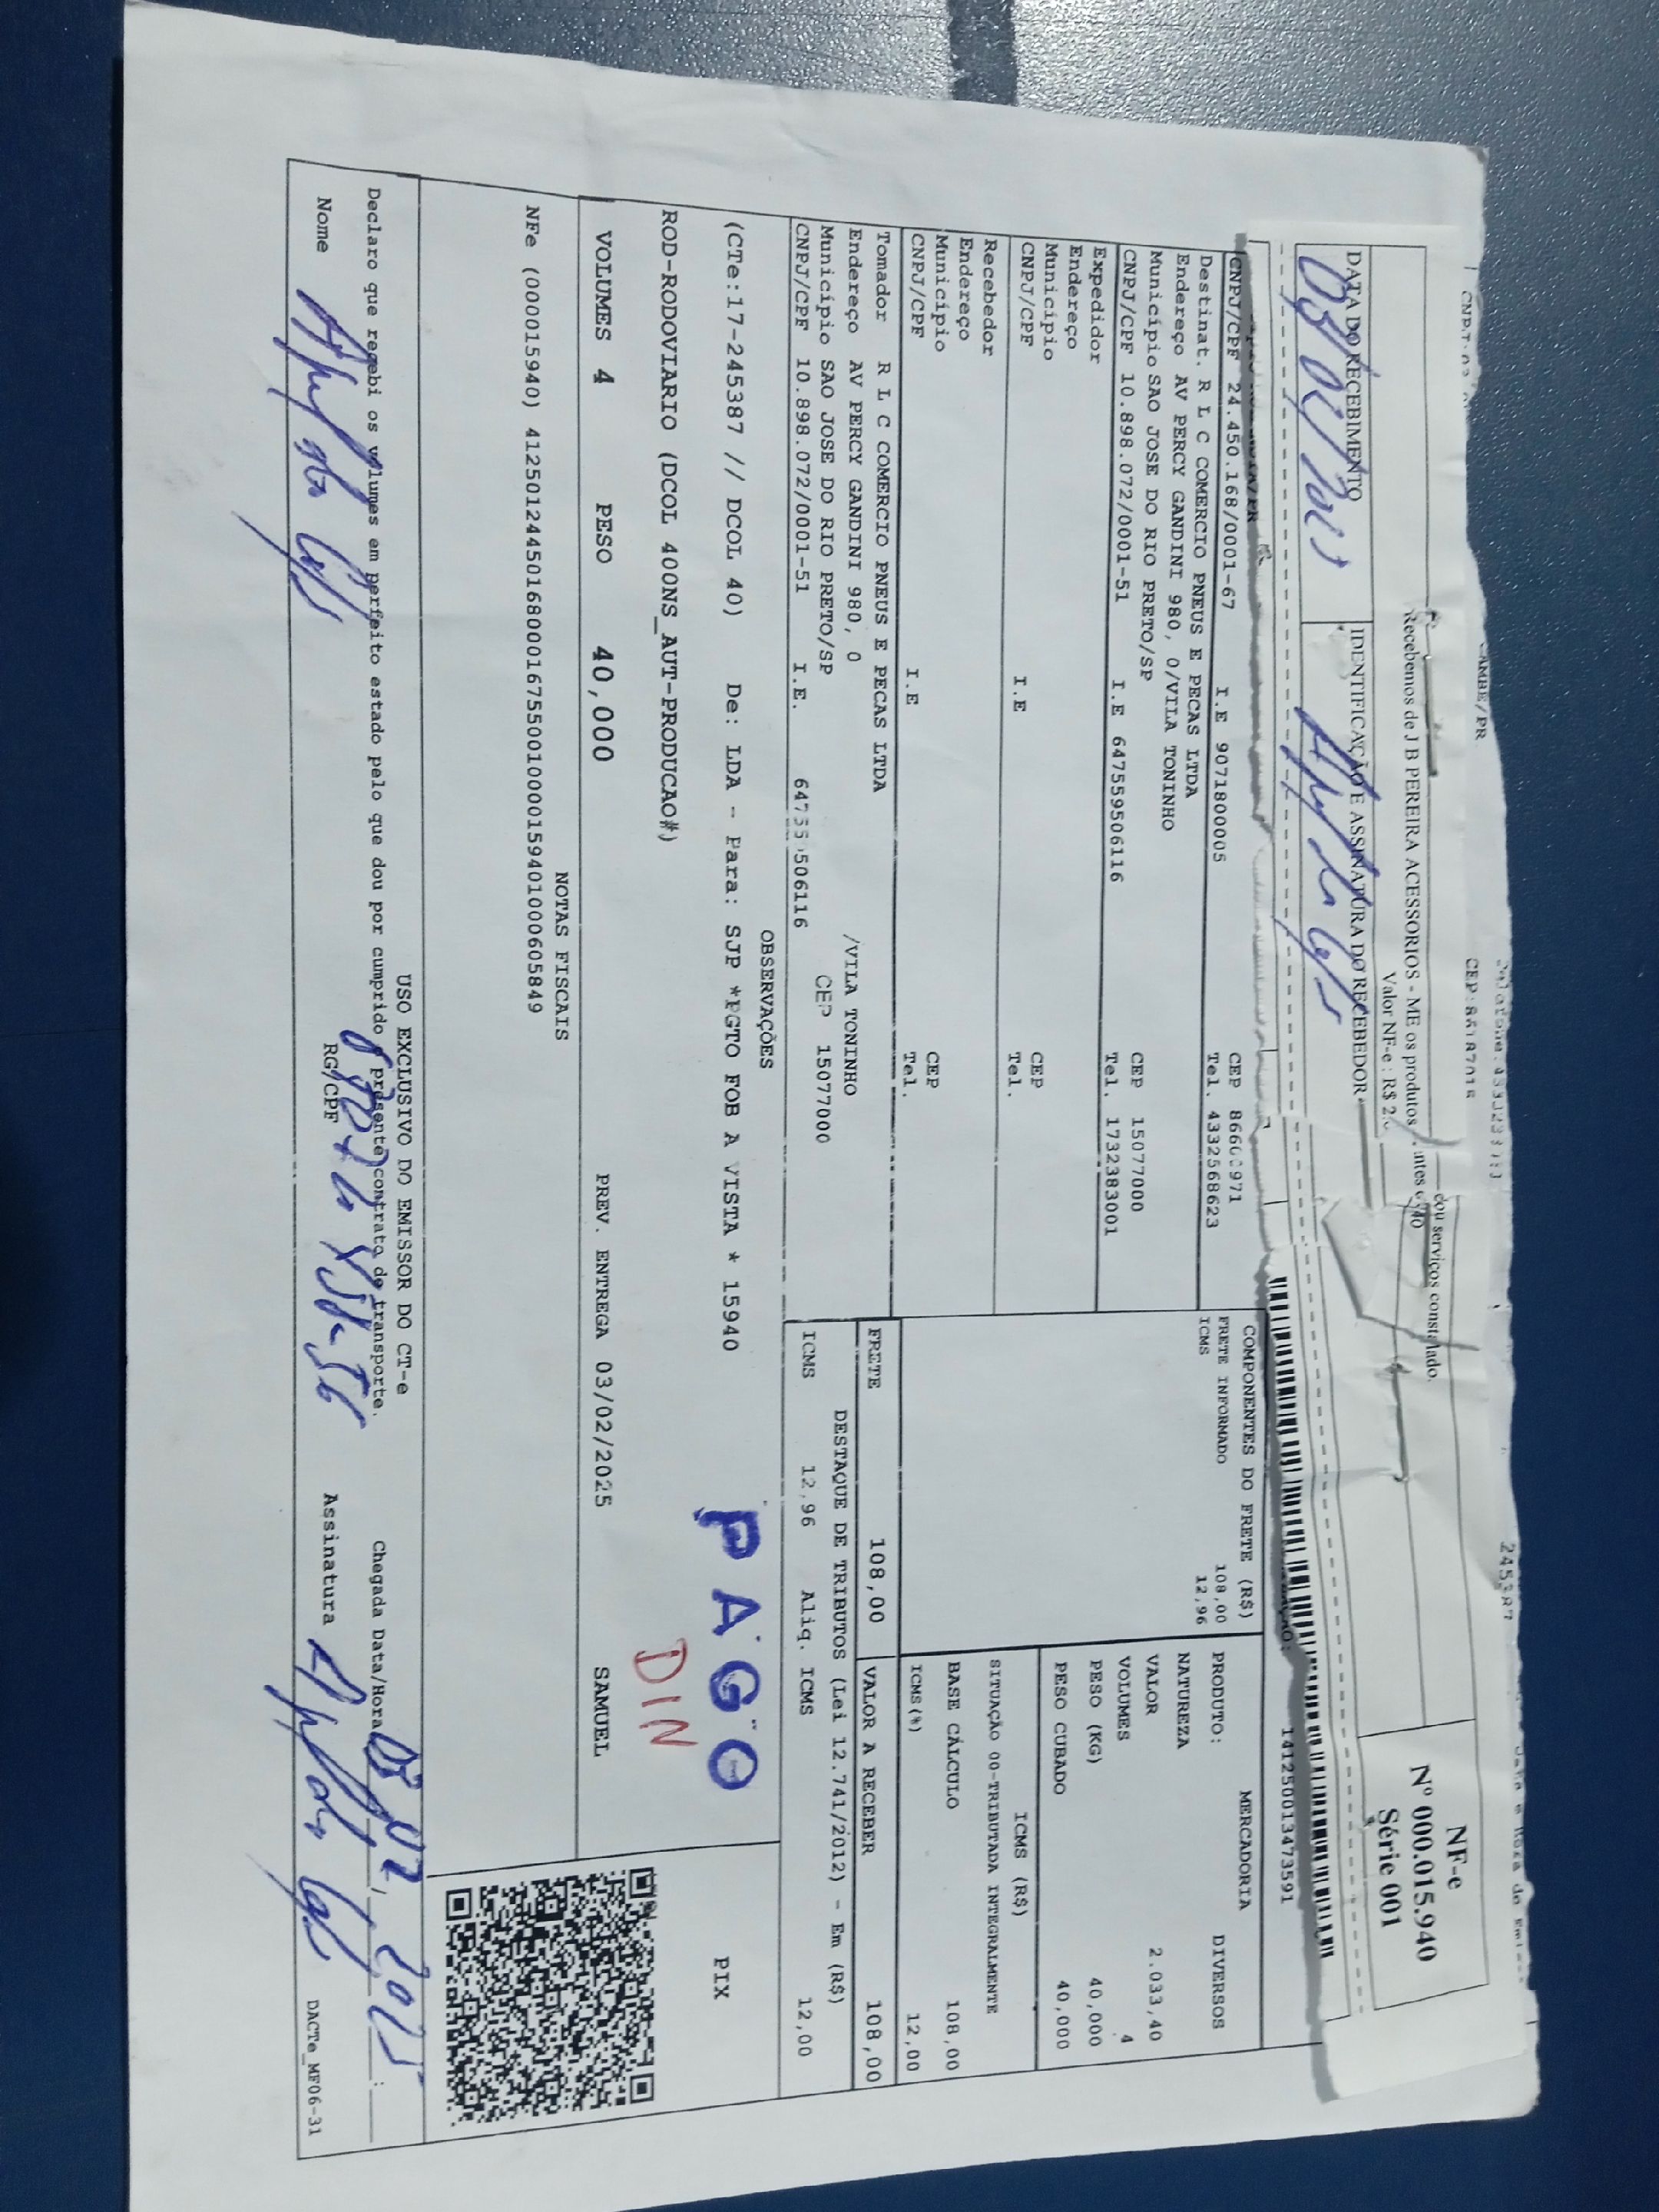 CAMBE/PR
245387
NF-e
Nº 000.015.940
Série 001
Recebemos de J B PEREIRA ACESSORIOS - ME os produtos
ou serviços constado.
Valor NF-e : R$ 2.
DATA DO RECEBIMENTO
IDENTIFICAÇÃO E ASSINATURA DO RECEBEDOR
141250013473591
CNPJ/CPF 24.450.168/0001-67 I.E 9071800005 CEP Tel. 4332568623
Destinat. R L C COMERCIO PNEUS E PECAS LTDA
Endereço AV PERCY GANDINI 980, 0/VILA TONINHO
Município SAO JOSE DO RIO PRETO/SP CEP 15077000
CNPJ/CPF 10.898.072/0001-51 I.E 647559506116 Tel. 1732383001
Expedidor
Endereço
Município CEP
CNPJ/CPF I.E Tel.
Recebedor
Endereço
Município CEP
CNPJ/CPF I.E Tel.
Tomador R L C COMERCIO PNEUS E PECAS LTDA
Endereço AV PERCY GANDINI 980, 0 /VILA TONINHO
Município SAO JOSE DO RIO PRETO/SP CEP 15077000
CNPJ/CPF 10.898.072/0001-51 I.E. 506116
COMPONENTES DO FRETE (R$)
FRETE INFORMADO 108,00
ICMS 12,96
MERCADORIA
PRODUTO: DIVERSOS
NATUREZA
VALOR 2.033,40
VOLUMES 4
PESO (KG) 40,000
PESO CUBADO 40,000
ICMS (R$)
SITUAÇÃO 00-TRIBUTADA INTEGRALMENTE
BASE CÁLCULO 108,00
ICMS (%) 12,00
FRETE 108,00 VALOR A RECEBER 108,00
DESTAQUE DE TRIBUTOS (Lei 12.741/2012) - Em (R$)
ICMS 12,96 Aliq. ICMS 12,00
OBSERVAÇÕES
(CTe:17-245387 // DCOL 40) De: LDA - Para: SJP *PGTO FOB A VISTA * 15940
ROD-RODOVIARIO (DCOL 400NS_AUT-PRODUCAO#)
PAGO
DIN
PIX
VOLUMES 4 PESO 40,000 PREV. ENTREGA 03/02/2025 SAMUEL
NOTAS FISCAIS
NFe (000015940) 41250124450168000167550010000159401000605849
USO EXCLUSIVO DO EMISSOR DO CT-e
Declaro que recebi os volumes em perfeito estado pelo que dou por cumprido o presente contrato de transporte. Chegada Data/Hora
Nome RG/CPF Assinatura
DACTe_MF06-31